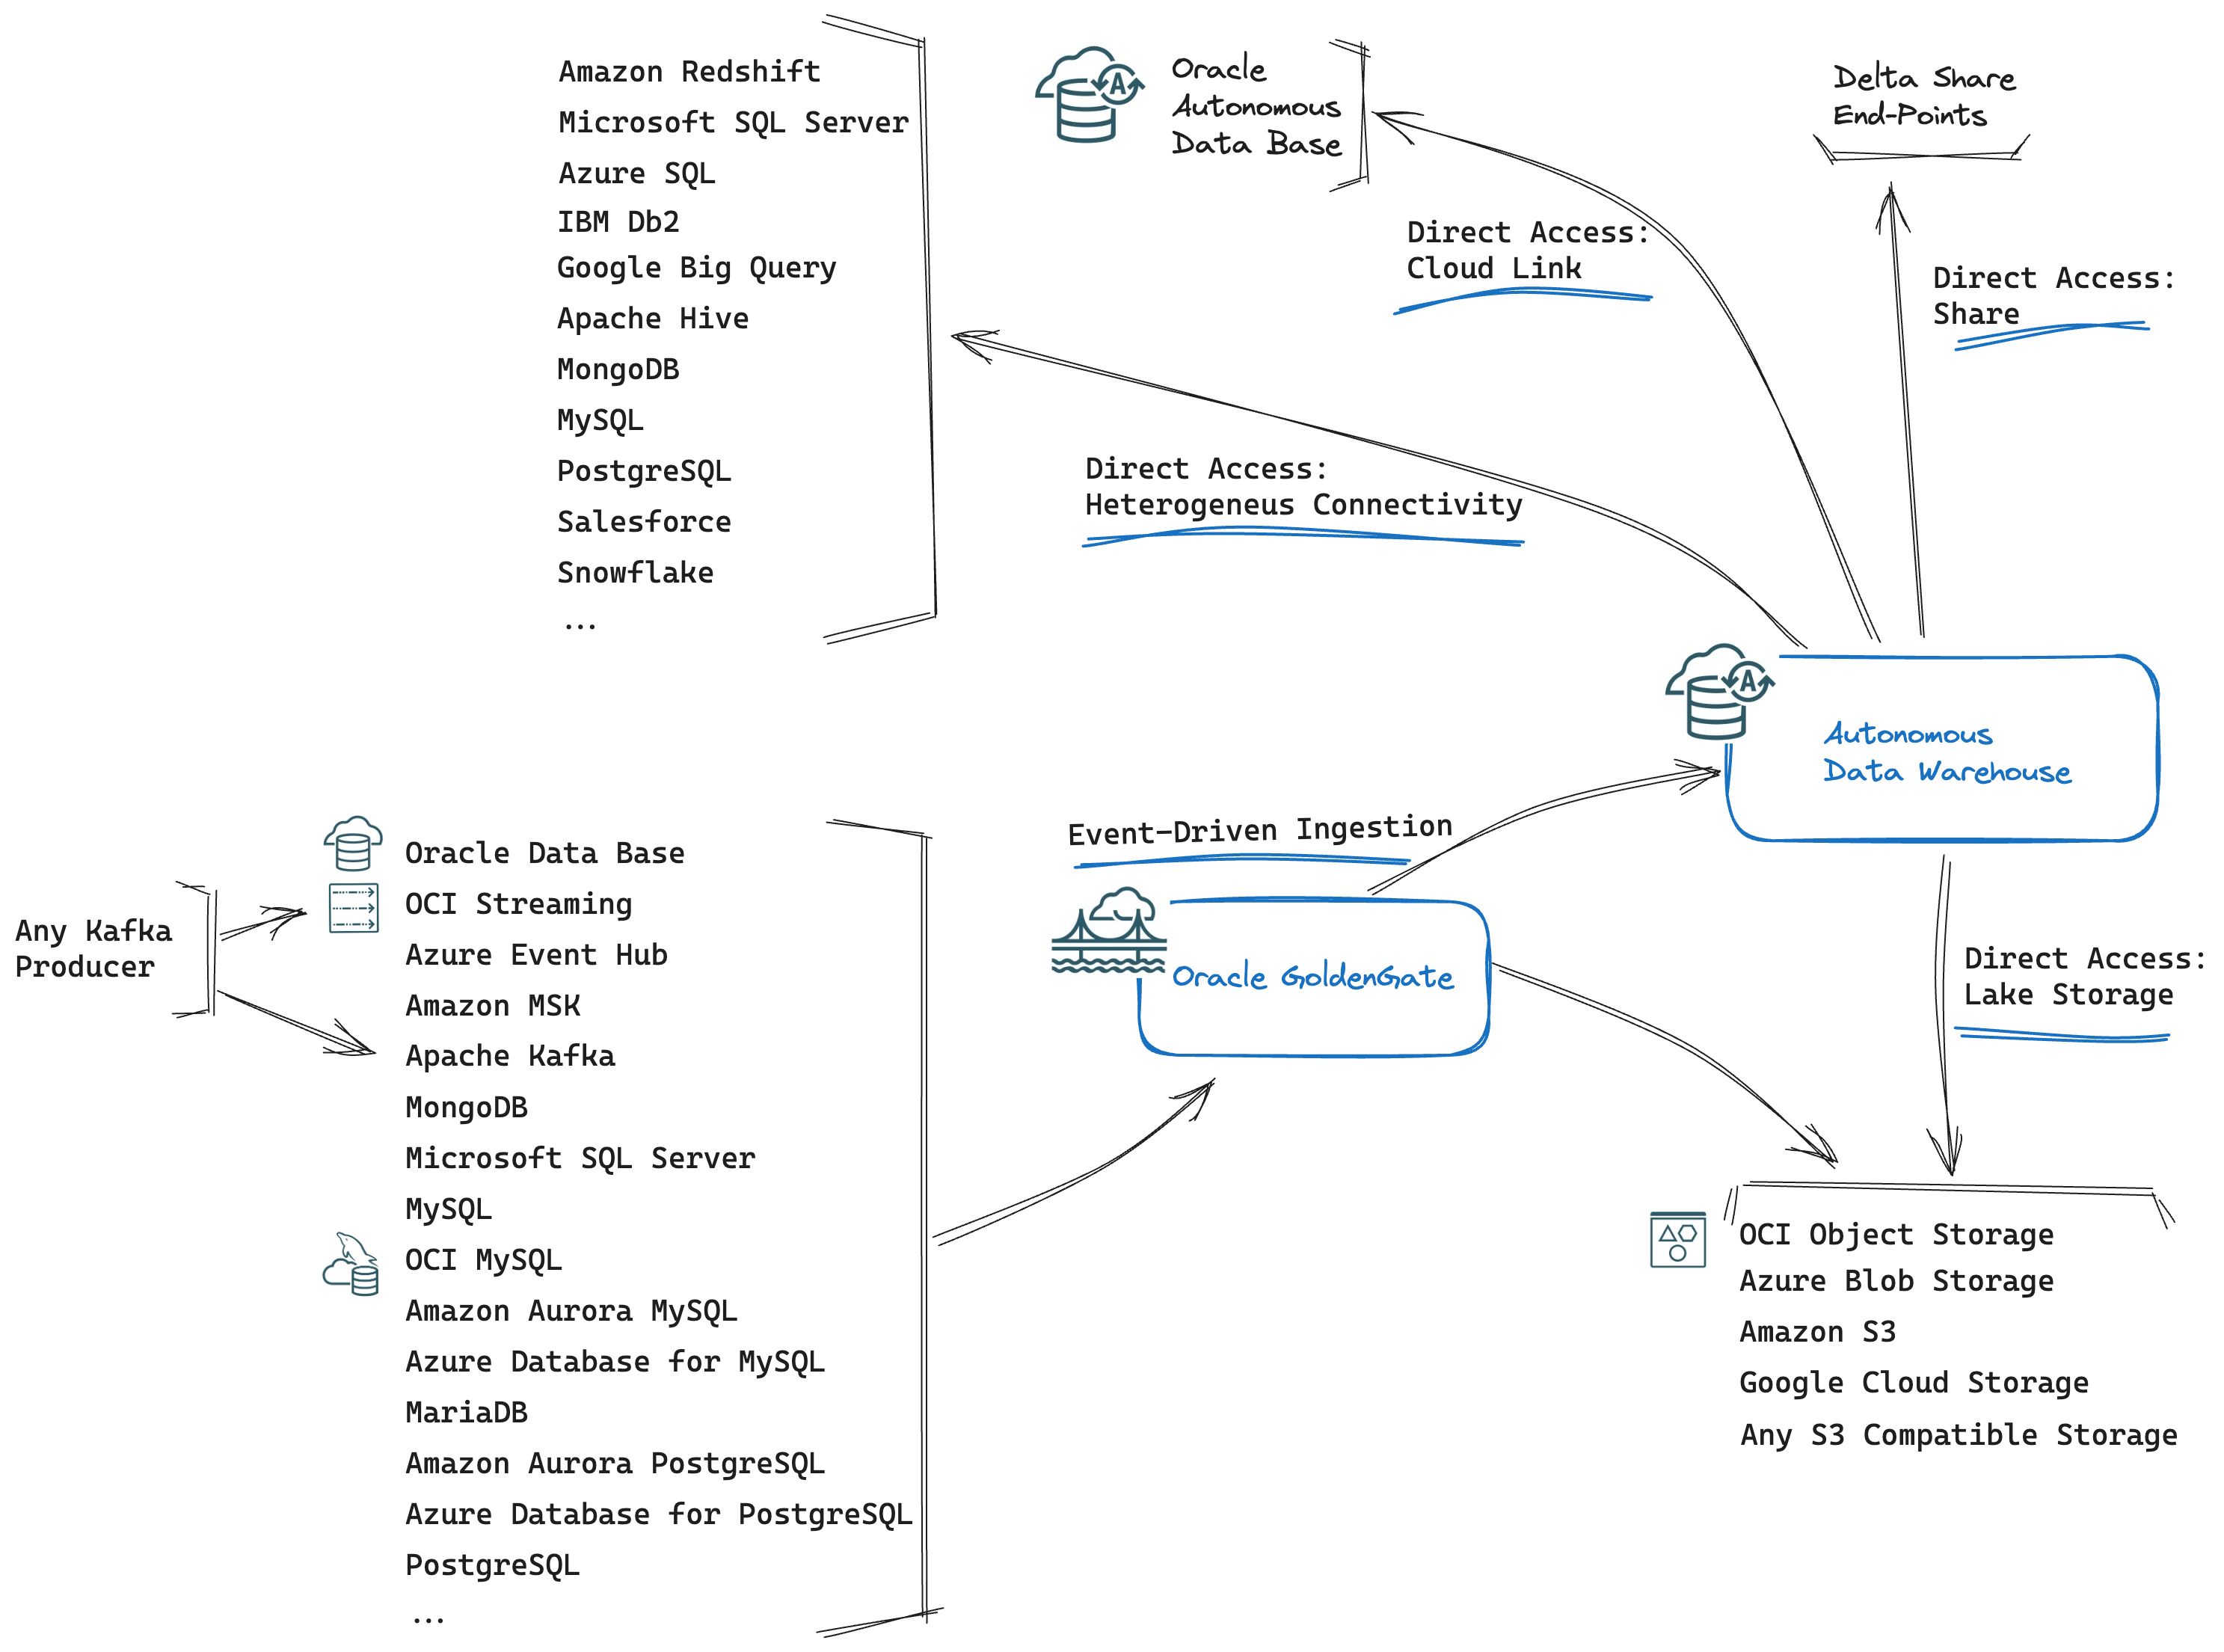 Amazon Redshift
Microsoft SQL Server
Azure SQL
IBM Db2
Google Big Query
Apache Hive
MongoDB
MySQL
PostgreSQL
Salesforce
Snowflake
...
Oracle
Autonomous
Data Base
Delta Share
End-Points
Direct Access:
Cloud Link
Direct Access:
Share
Direct Access:
Heterogeneus Connectivity
A
A
Autonomous
Data Warehouse
Event-Driven Ingestion
Oracle GoldenGate
Any Kafka
Producer
Oracle Data Base
OCI Streaming
Azure Event Hub
Amazon MSK
Apache Kafka
MongoDB
Microsoft SQL Server
MySQL
OCI MySQL
Amazon Aurora MySQL
Azure Database for MySQL
MariaDB
Amazon Aurora PostgreSQL
Azure Database for PostgreSQL
PostgreSQL
...
Direct Access:
Lake Storage
OCI Object Storage
Azure Blob Storage
Amazon S3
Google Cloud Storage
Any S3 Compatible Storage